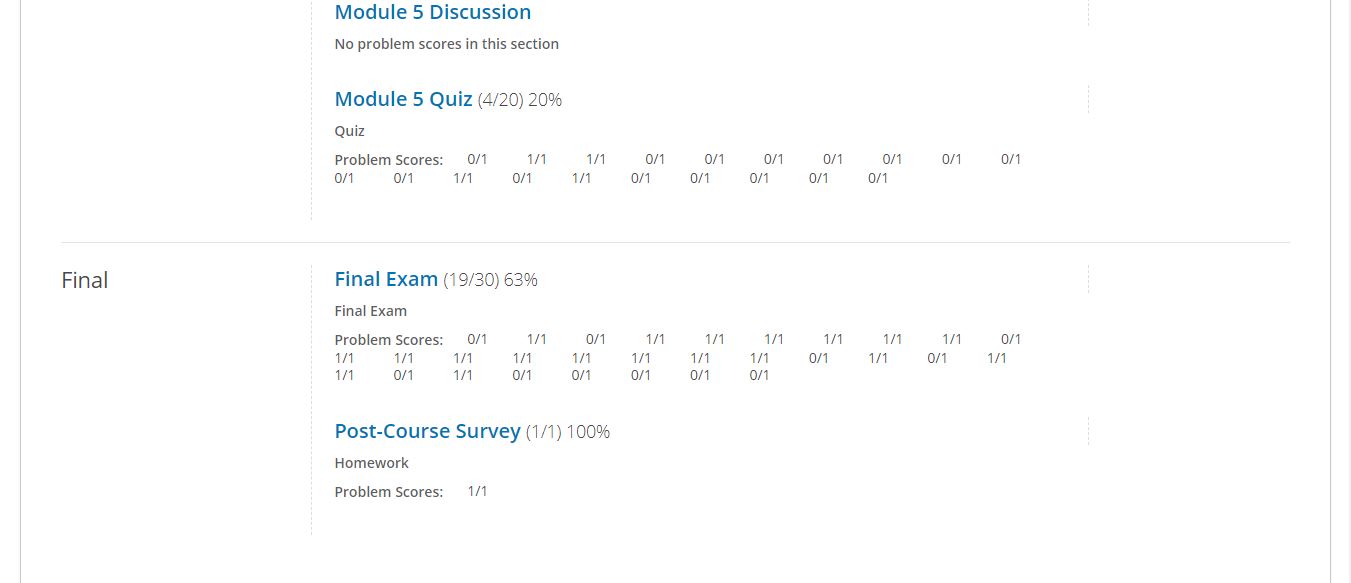 Module 5 Discussion
No problem scores in this section
Module 5 Quiz (4/20) 20%
Quiz
Problem Scores: 0/1 1/1 1/1 0/1 0/1 0/1 0/1 0/1 0/1 0/1
0/1 0/1 1/1 0/1 1/1 0/1 0/1 0/1 0/1 0/1
Final
Final Exam (19/30) 63%
Final Exam
Problem Scores: 0/1 1/1 0/1 1/1 1/1 1/1 1/1 1/1 1/1 0/1
1/1 1/1 1/1 1/1 1/1 1/1 1/1 1/1 0/1 1/1 0/1 1/1
1/1 0/1 1/1 0/1 0/1 0/1 0/1 0/1
Post-Course Survey (1/1) 100%
Homework
Problem Scores: 1/1